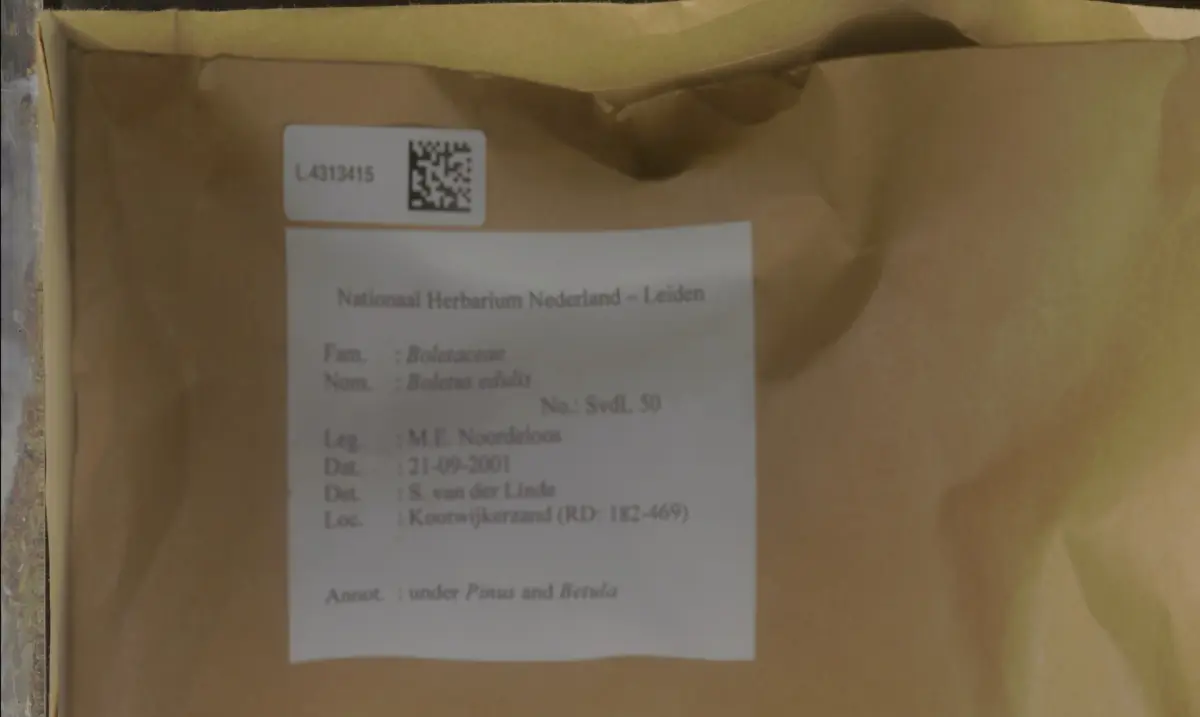 L.4313415
Nationaal Herbarium Nederland – Leiden
Fam. : Boletaceae
Nom. : Boletus edulis
No.: SvdL 50
Leg. : M.E. Noordeloos
Dat. : 21-09-2001
Det. : S. van der Linde
Loc. : Kootwijkerzand (RD: 182-469)
Annot. : under Pinus and Betula